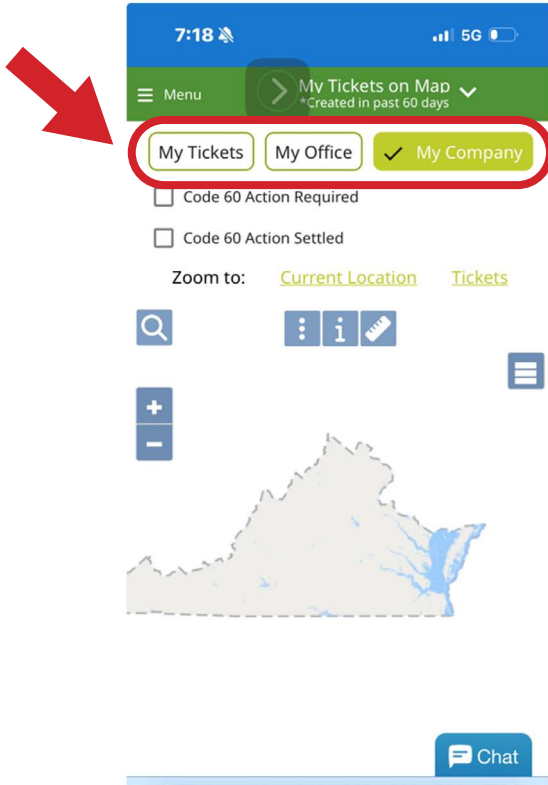 7:18 5G
Menu My Tickets on Map
*Created in past 60 days
My Tickets My Office My Company
Code 60 Action Required
Code 60 Action Settled
Zoom to: Current Location Tickets
i
+
−
Chat